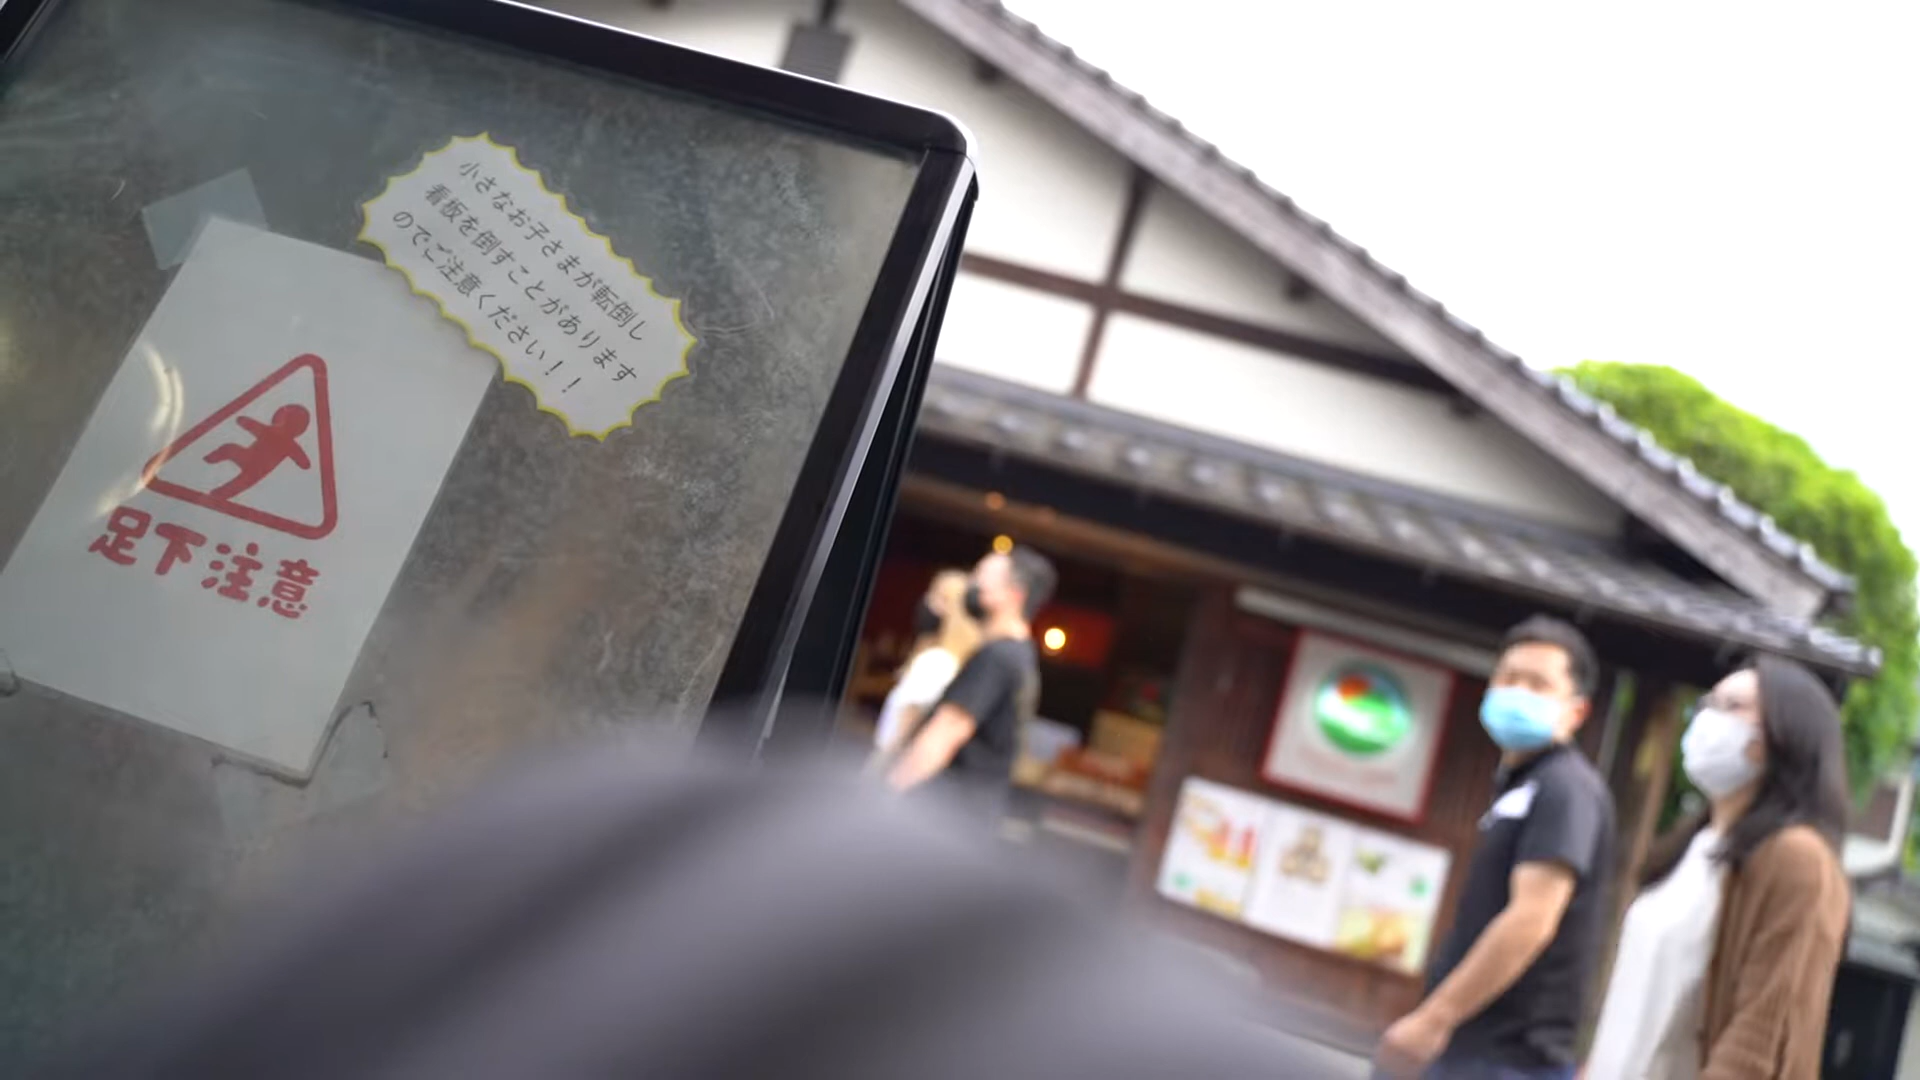 小さなお子さまが転倒し
看板を倒すことがあります
のでご注意ください！！
足下注意